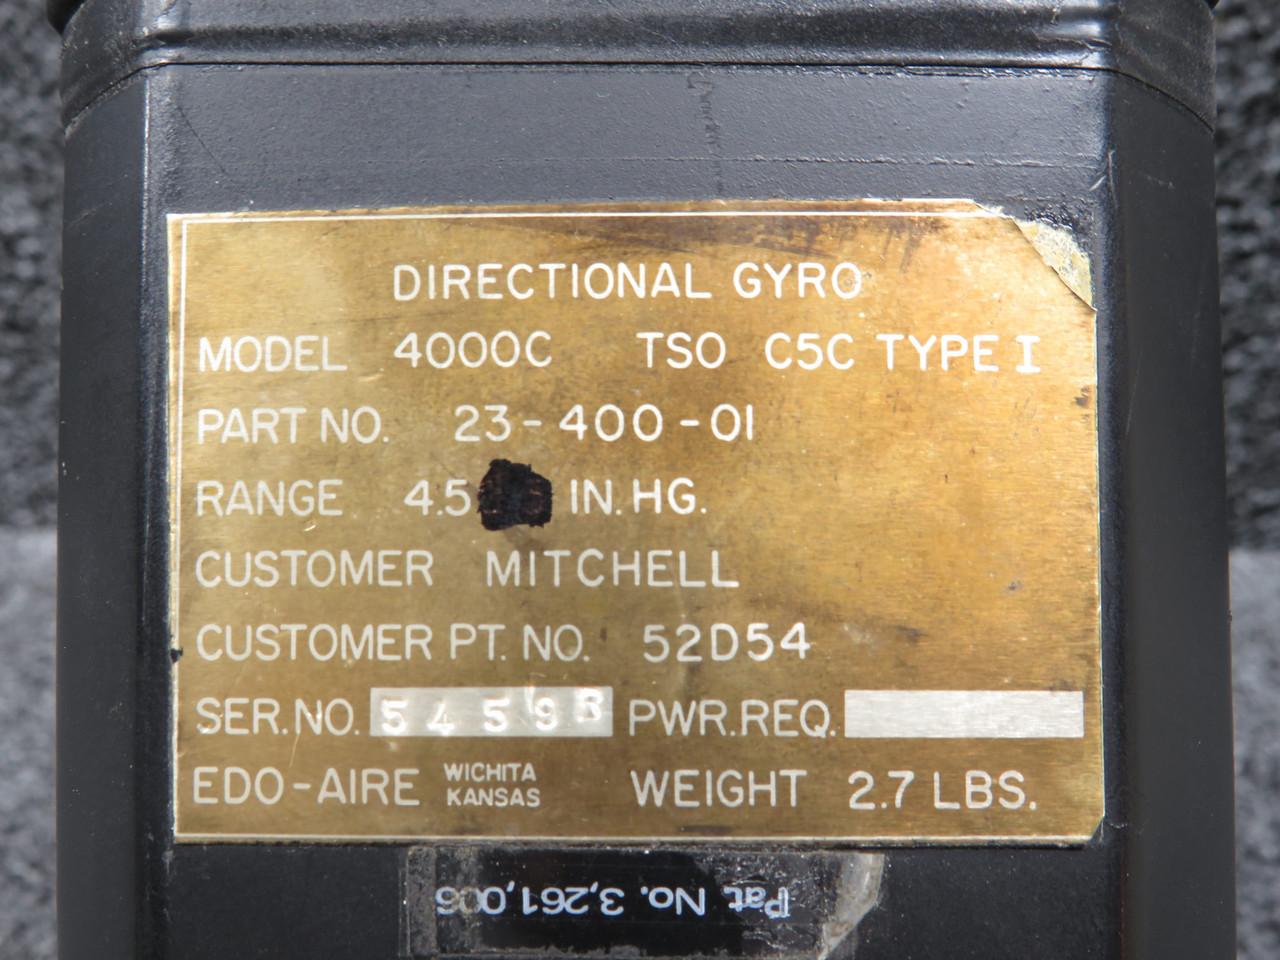 DIRECTIONAL GYRO
MODEL 4000C TSO C5C TYPE I
PART NO. 23-400-01
RANGE 4.5 IN. HG.
CUSTOMER MITCHELL
CUSTOMER PT. NO. 52D54
SER. NO. PWR. REQ.
EDO-AIRE WICHITA KANSAS WEIGHT 2.7 LBS.
Pat No. 3,261,006